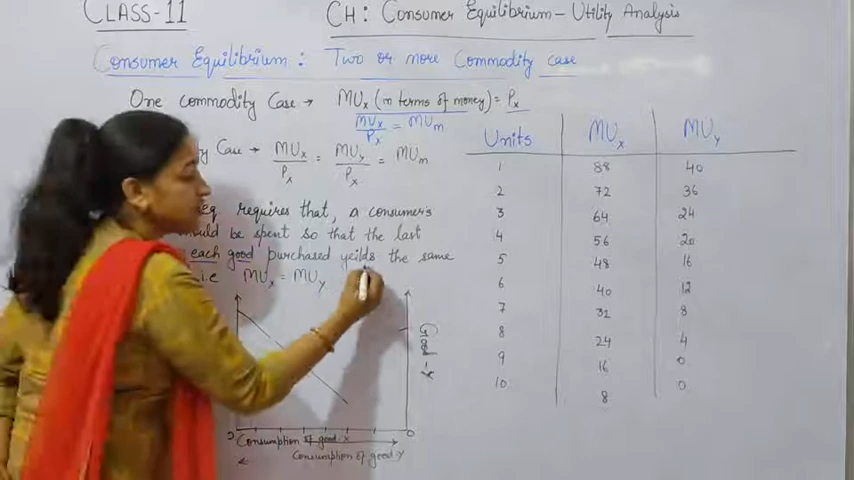 CLASS-11
CH: Consumer Equilibrium - Utility Analysis
Consumer Equilibrium : Two or more Commodity case
One commodity Case → MUx (in terms of money) = Px
MUx/Px = MUm
Case → MUx/Px = MUy/Px = MUm
requires that, a consumer's
be spent so that the last
each good purchased yeilds the same
i.e MUx = MUy
Units MUx MUy
1 88 40
2 72 36
3 64 24
4 56 20
5 48 16
6 40 12
7 32 8
8 24 4
9 16 0
10 8 0
O Consumption of good-x O
Consumption of good-y